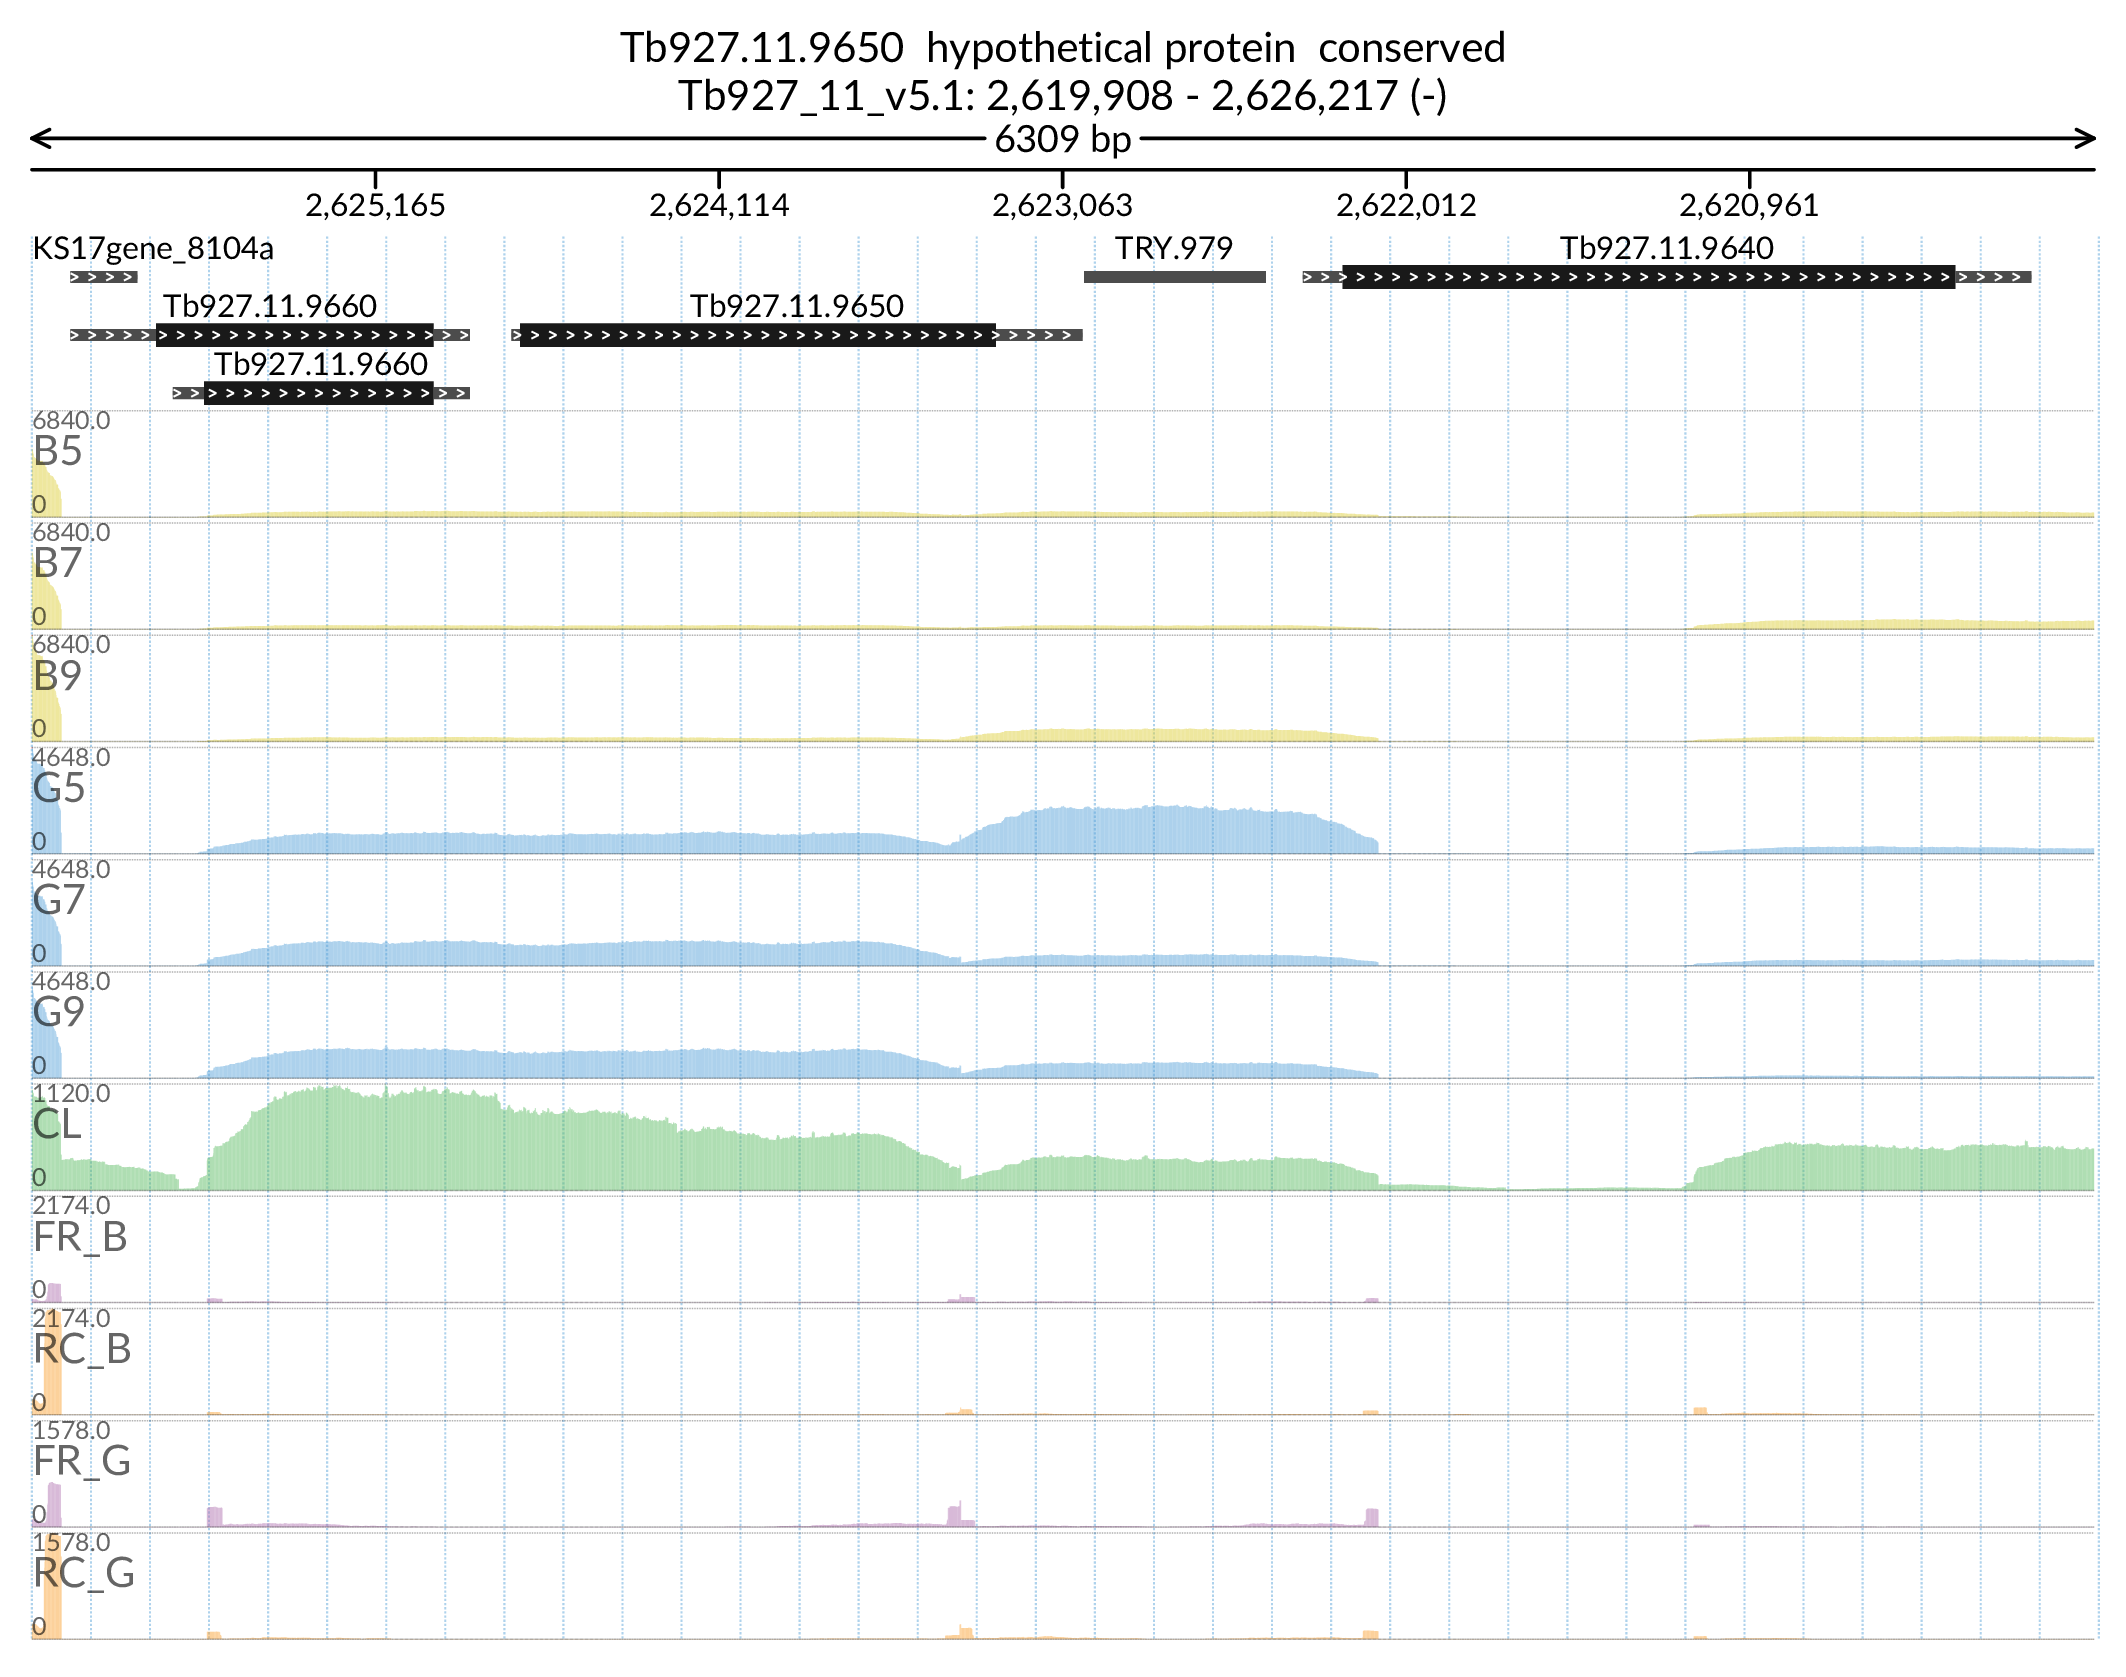 Tb927.11.9650  hypothetical protein  conserved
Tb927_11_v5.1: 2,619,908 - 2,626,217 (-)
6309 bp
2,625,165 2,624,114 2,623,063 2,622,012 2,620,961
KS17gene_8104a TRY.979 Tb927.11.9640
Tb927.11.9660 Tb927.11.9650
Tb927.11.9660
6840.0
B5
0
6840.0
B7
0
6840.0
B9
0
4648.0
G5
0
4648.0
G7
0
4648.0
G9
0
1120.0
CL
0
2174.0
FR_B
0
2174.0
RC_B
0
1578.0
FR_G
0
1578.0
RC_G
0